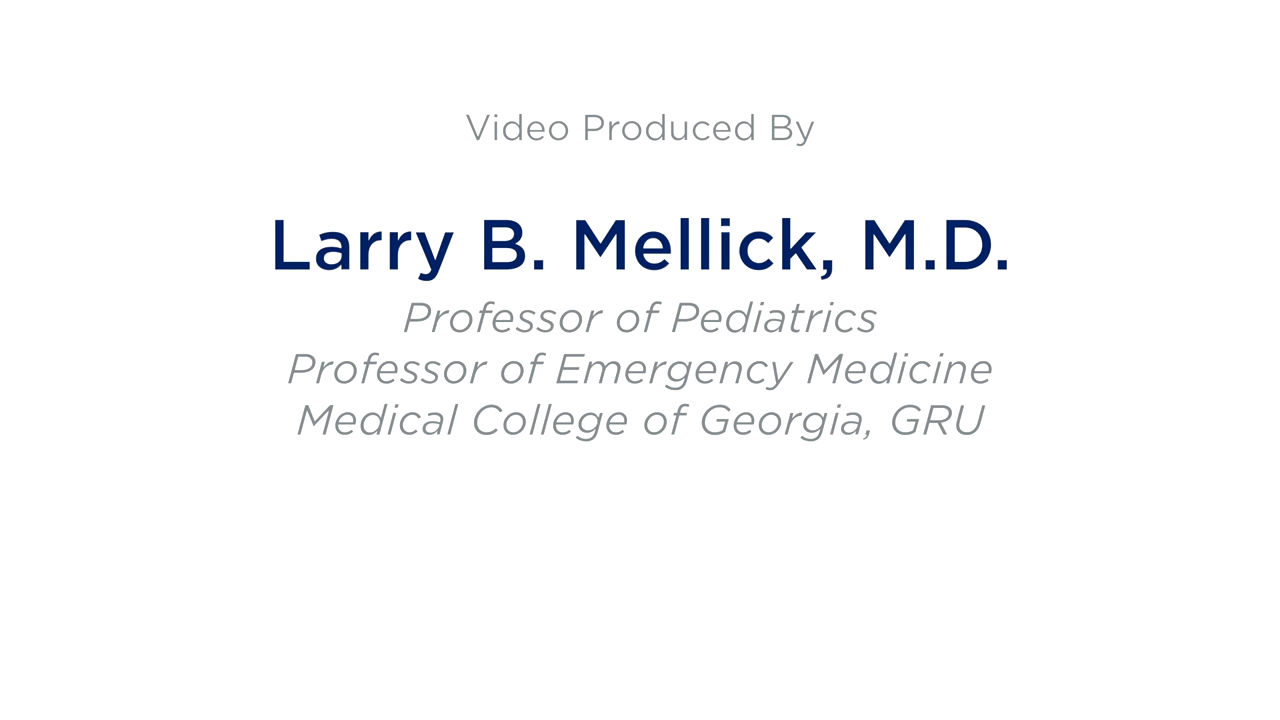 Video Produced By
Larry B. Mellick, M.D.
Professor of Pediatrics
Professor of Emergency Medicine
Medical College of Georgia, GRU